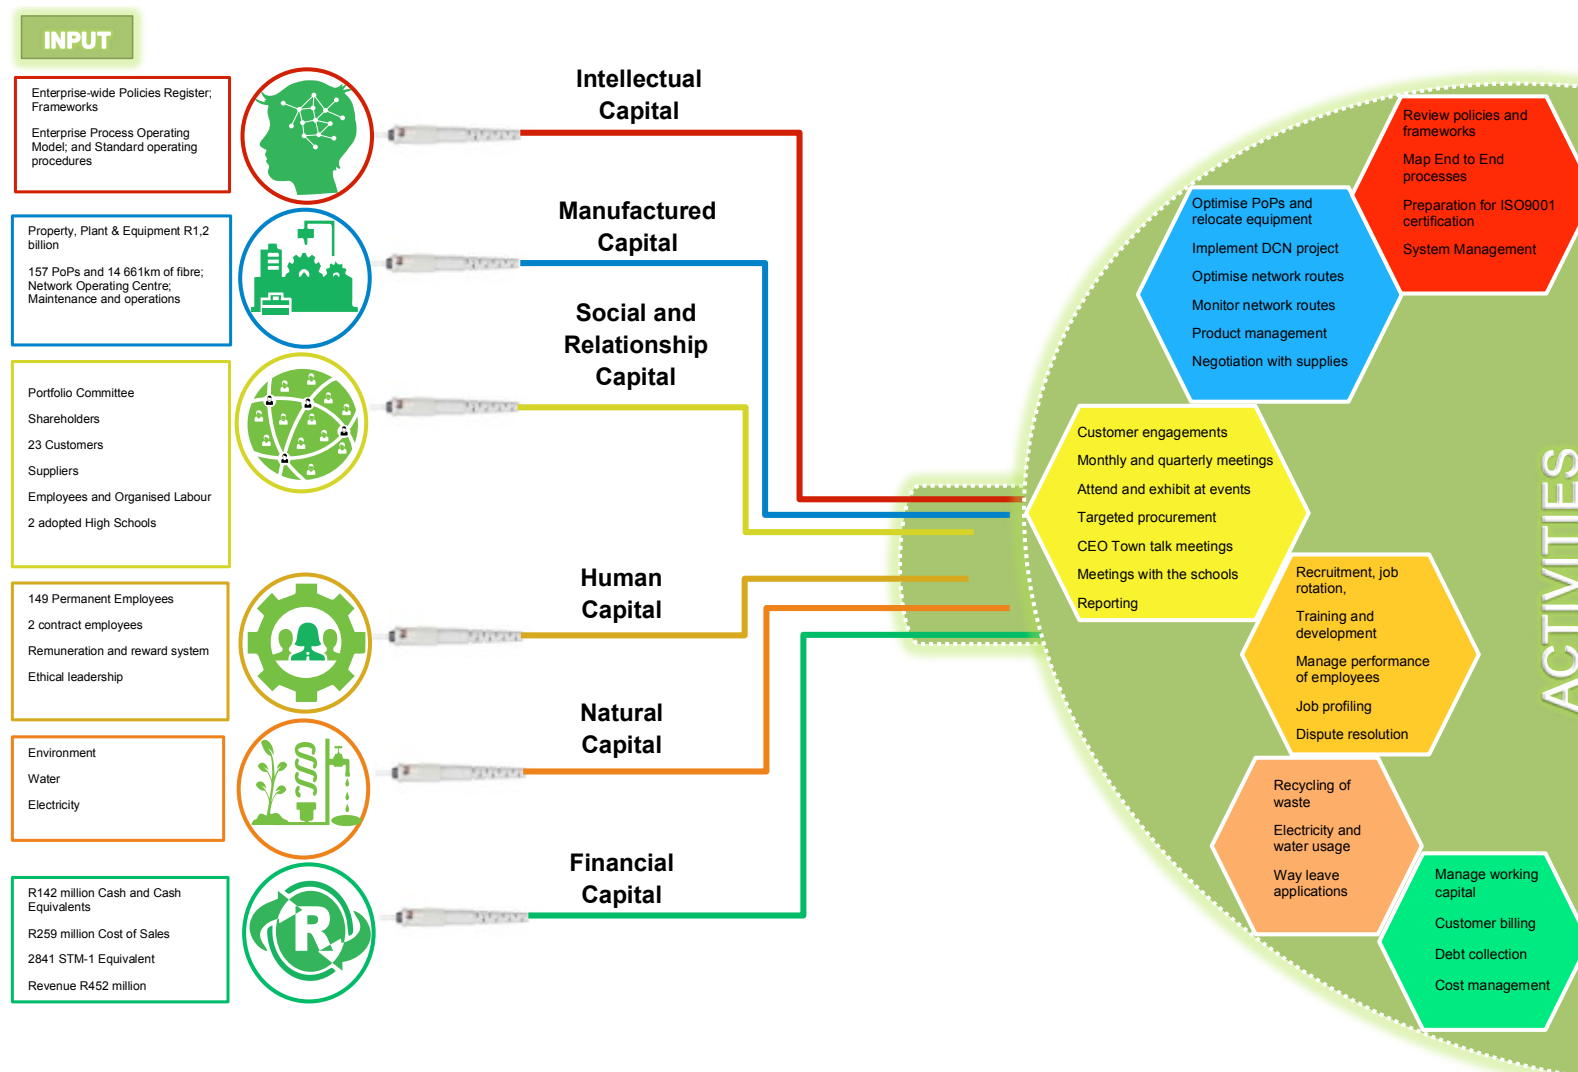 INPUT
Enterprise-wide Policies Register;
Frameworks
Enterprise Process Operating
Model; and Standard operating
procedures
Intellectual
Capital
Property, Plant & Equipment R1,2
billion
157 PoPs and 14 661km of fibre;
Network Operating Centre;
Maintenance and operations
Manufactured
Capital
Portfolio Committee
Shareholders
23 Customers
Suppliers
Employees and Organised Labour
2 adopted High Schools
Social and
Relationship
Capital
149 Permanent Employees
2 contract employees
Remuneration and reward system
Ethical leadership
Human
Capital
Environment
Water
Electricity
Natural
Capital
R142 million Cash and Cash
Equivalents
R259 million Cost of Sales
2841 STM-1 Equivalent
Revenue R452 million
R
Financial
Capital
Review policies and
frameworks
Map End to End
processes
Preparation for ISO9001
certification
System Management
Optimise PoPs and
relocate equipment
Implement DCN project
Optimise network routes
Monitor network routes
Product management
Negotiation with supplies
Customer engagements
Monthly and quarterly meetings
Attend and exhibit at events
Targeted procurement
CEO Town talk meetings
Meetings with the schools
Reporting
Recruitment, job
rotation,
Training and
development
Manage performance
of employees
Job profiling
Dispute resolution
Recycling of
waste
Electricity and
water usage
Way leave
applications
Manage working
capital
Customer billing
Debt collection
Cost management
ACTIVITIES